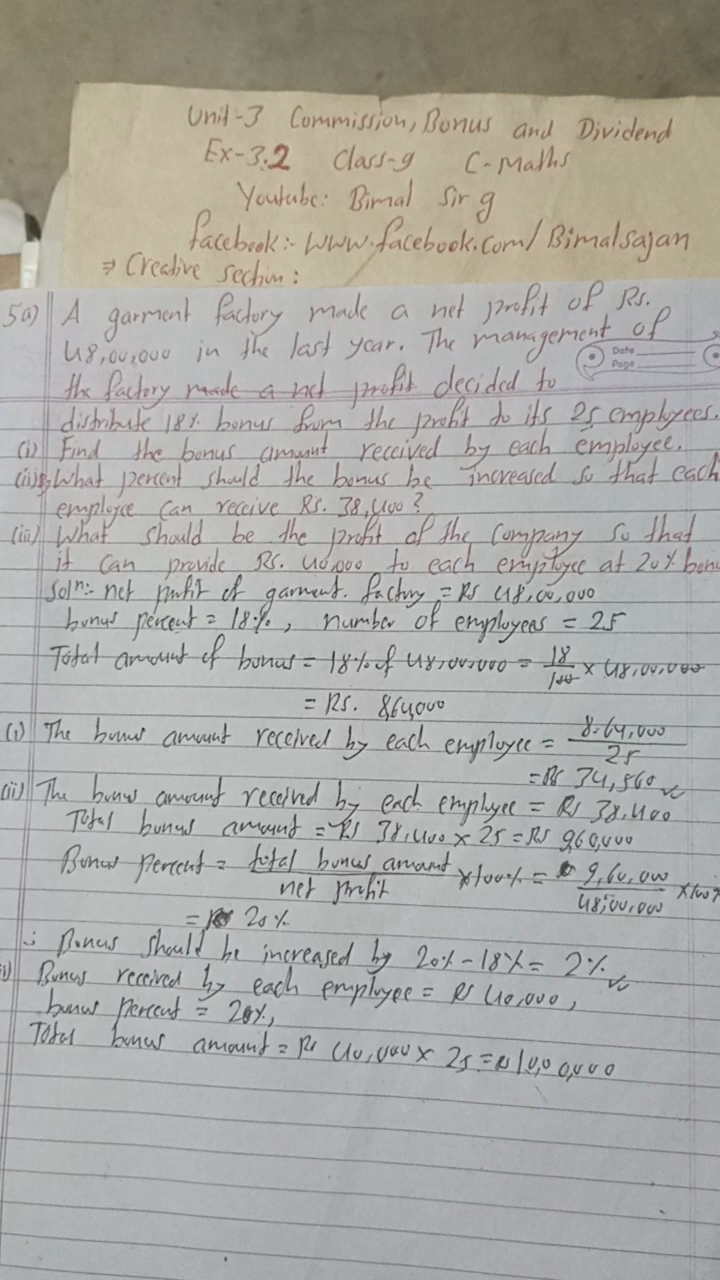 Unit-3 Commission, Bonus and Dividend
Ex-3.2 Class-9 C-Maths
Youtube: Bimal Sir g
facebook:- www.facebook.com/Bimalsajan
⇒ Creative section:
5a) A garment factory made a net profit of Rs.
48,00,000 in the last year. The management of
Date
Page
the factory made a net profit decided to
distribute 18% bonus from the profit to its 25 employees.
(i) Find the bonus amount received by each employee.
(ii) What percent should the bonus be increased so that each
employee can receive Rs. 38,400?
(iii) What should be the profit of the company so that
it can provide Rs. 40,000 to each employee at 20% bonu
Solⁿ:- net profit of garment factory = Rs 48,00,000
bonus percent = 18%, number of employees = 25
Total amount of bonus = 18% of 48,00,000 = 18/100 × 48,00,000
= Rs. 864,000
(i) The bonus amount received by each employee = 8,64,000/25
= Rs 34,560
(ii) The bonus amount received by each employee = Rs 38,400
Total bonus amount = Rs 38,400 × 25 = Rs 960,000
Bonus percent = total bonus amount/net profit × 100% = 9,60,000/48,00,000 × 100%
= 20%
∴ Bonus should be increased by 20% - 18% = 2%
i) Bonus received by each employee = Rs 40,000,
bonus percent = 20%,
Total bonus amount = Rs 40,000 × 25 = Rs 10,00,000